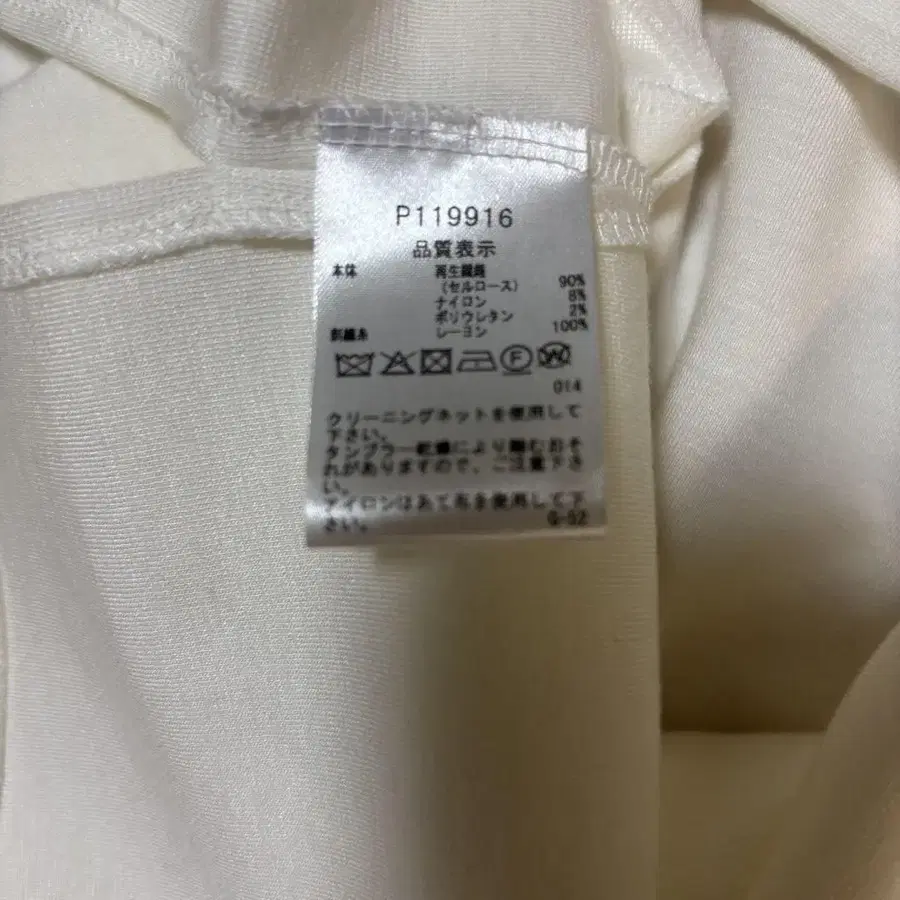 P119916
品質表示
本体 再生繊維
(セルロース) 90%
ナイロン 8%
ポリウレタン 2%
刺繍糸 レーヨン 100%
F W
014
クリーニングネットを使用して
下さい。
タンブラー乾燥により縮むおそ
れがありますので、ご注意下さ
い。
アイロンはあて布を使用して下
さい。 G-52